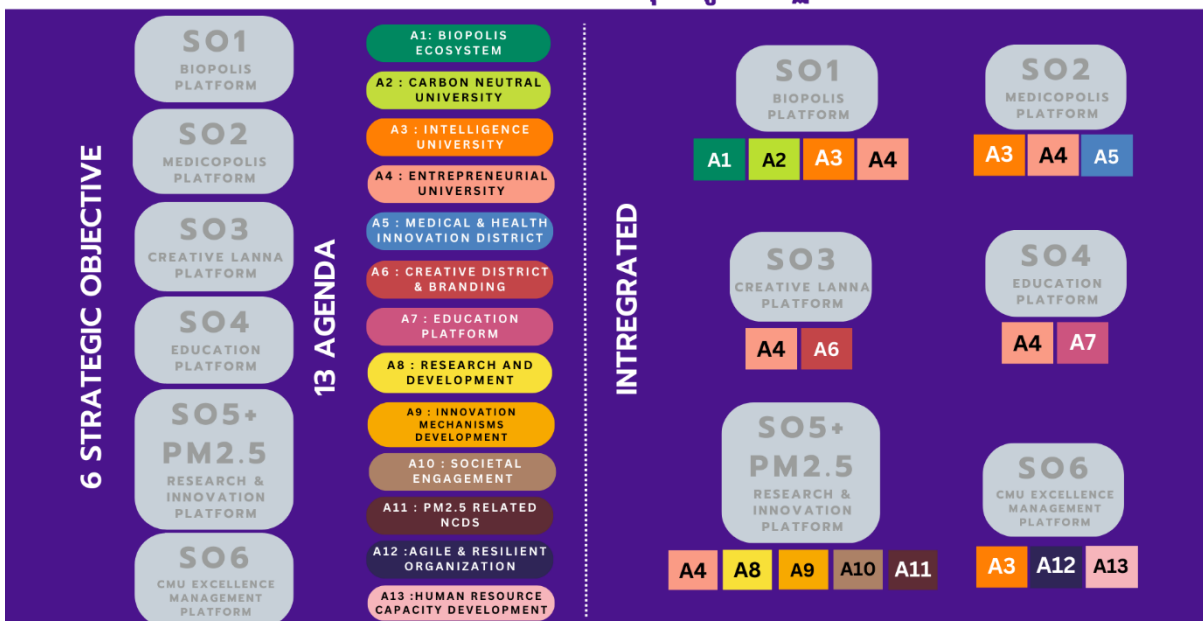 6 STRATEGIC OBJECTIVE
SO1
BIOPOLIS
PLATFORM
SO2
MEDICOPOLIS
PLATFORM
SO3
CREATIVE LANNA
PLATFORM
SO4
EDUCATION
PLATFORM
SO5+
PM2.5
RESEARCH &
INNOVATION
PLATFORM
SO6
CMU EXCELLENCE
MANAGEMENT
PLATFORM
13 AGENDA
A1: BIOPOLIS
ECOSYSTEM
A2 : CARBON NEUTRAL
UNIVERSITY
A3 : INTELLIGENCE
UNIVERSITY
A4 : ENTREPRENEURIAL
UNIVERSITY
A5 : MEDICAL & HEALTH
INNOVATION DISTRICT
A6 : CREATIVE DISTRICT
& BRANDING
A7 : EDUCATION
PLATFORM
A8 : RESEARCH AND
DEVELOPMENT
A9 : INNOVATION
MECHANISMS
DEVELOPMENT
A10 : SOCIETAL
ENGAGEMENT
A11 : PM2.5 RELATED
NCDS
A12 :AGILE & RESILIENT
ORGANIZATION
A13 :HUMAN RESOURCE
CAPACITY DEVELOPMENT
INTREGRATED
SO1
BIOPOLIS
PLATFORM
A1 A2 A3 A4
SO2
MEDICOPOLIS
PLATFORM
A3 A4 A5
SO3
CREATIVE LANNA
PLATFORM
A4 A6
SO4
EDUCATION
PLATFORM
A4 A7
SO5+
PM2.5
RESEARCH &
INNOVATION
PLATFORM
A4 A8 A9 A10 A11
SO6
CMU EXCELLENCE
MANAGEMENT
PLATFORM
A3 A12 A13